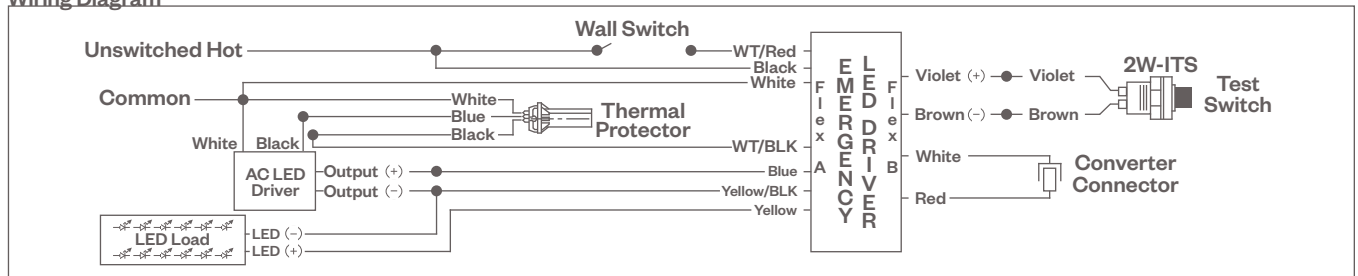 Wiring Diagram
Wall Switch
Unswitched Hot
WT/Red
Black
White
Common
White
Blue
Black
Thermal
Protector
White
Black
WT/BLK
AC LED
Driver
Output (+)
Output (-)
Blue
Yellow/BLK
Yellow
LED Load
LED (-)
LED (+)
Flex A
EMERGENCY
LED DRIVER
Flex B
Violet (+)
Violet
Brown (-)
Brown
2W-ITS
Test
Switch
White
Red
Converter
Connector